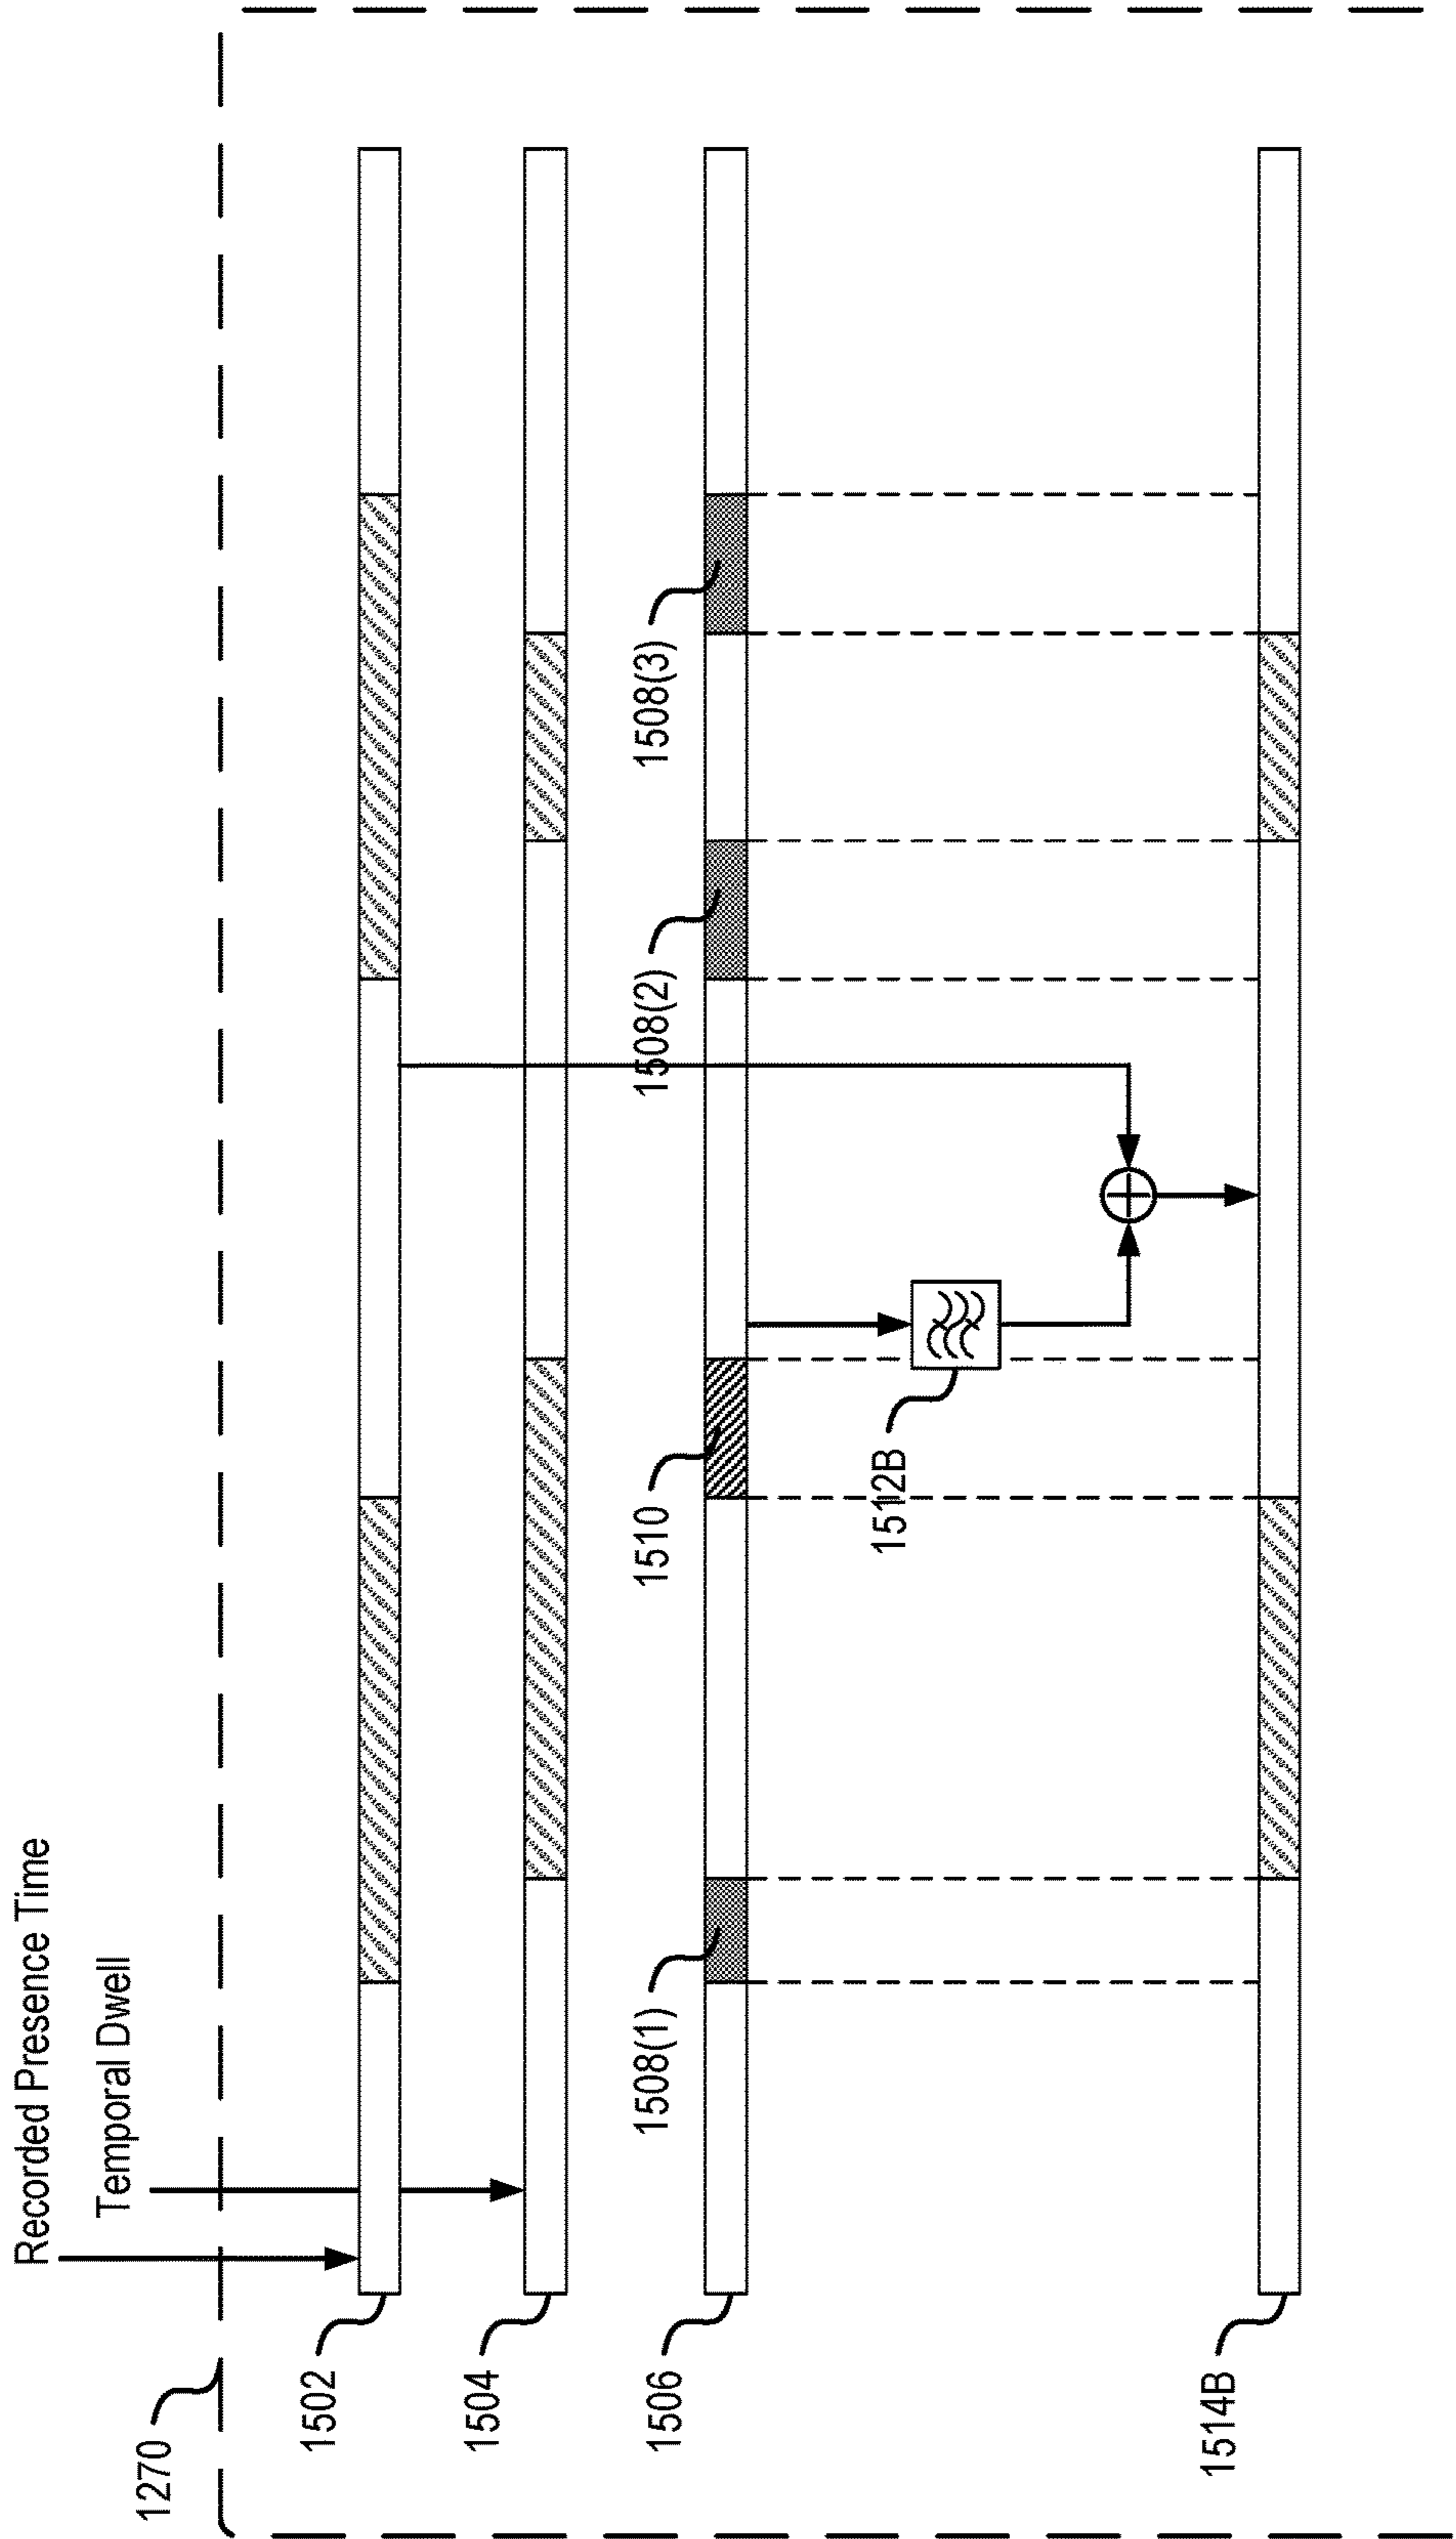 Recorded Presence Time
Temporal Dwell
1270
1502
1504
1506
1508(1)
1510
1508(2)
1508(3)
1512B
1514B